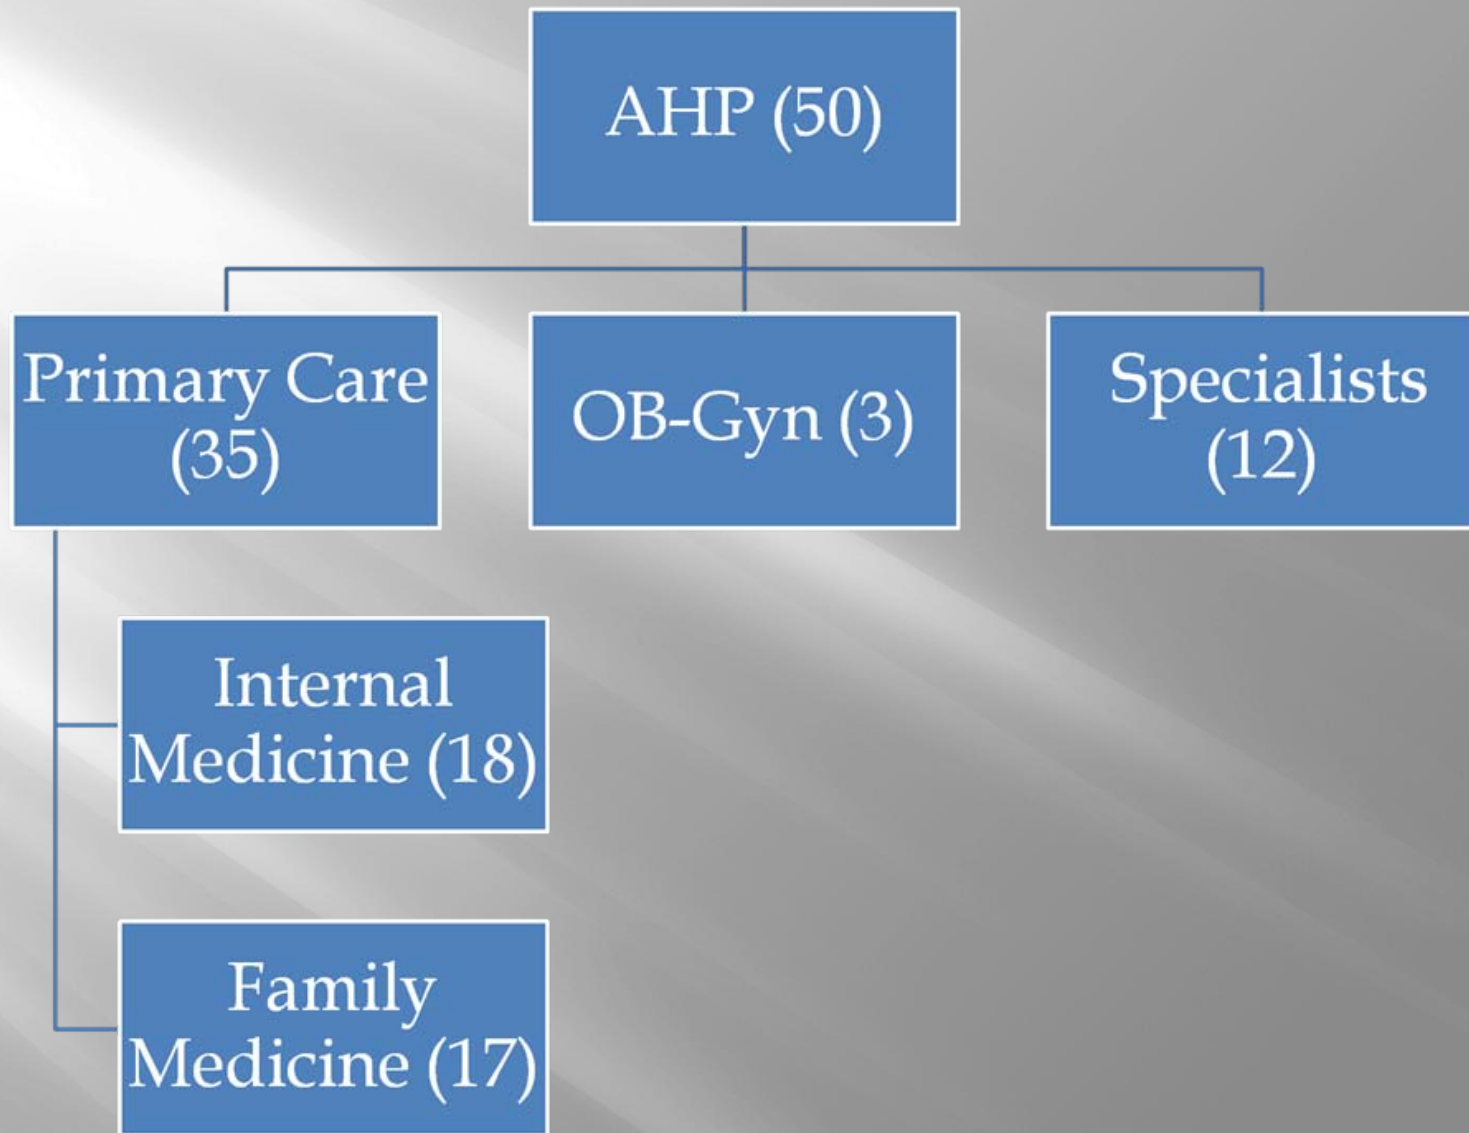 AHP (50)
Primary Care
(35)
OB-Gyn (3)
Specialists
(12)
Internal
Medicine (18)
Family
Medicine (17)